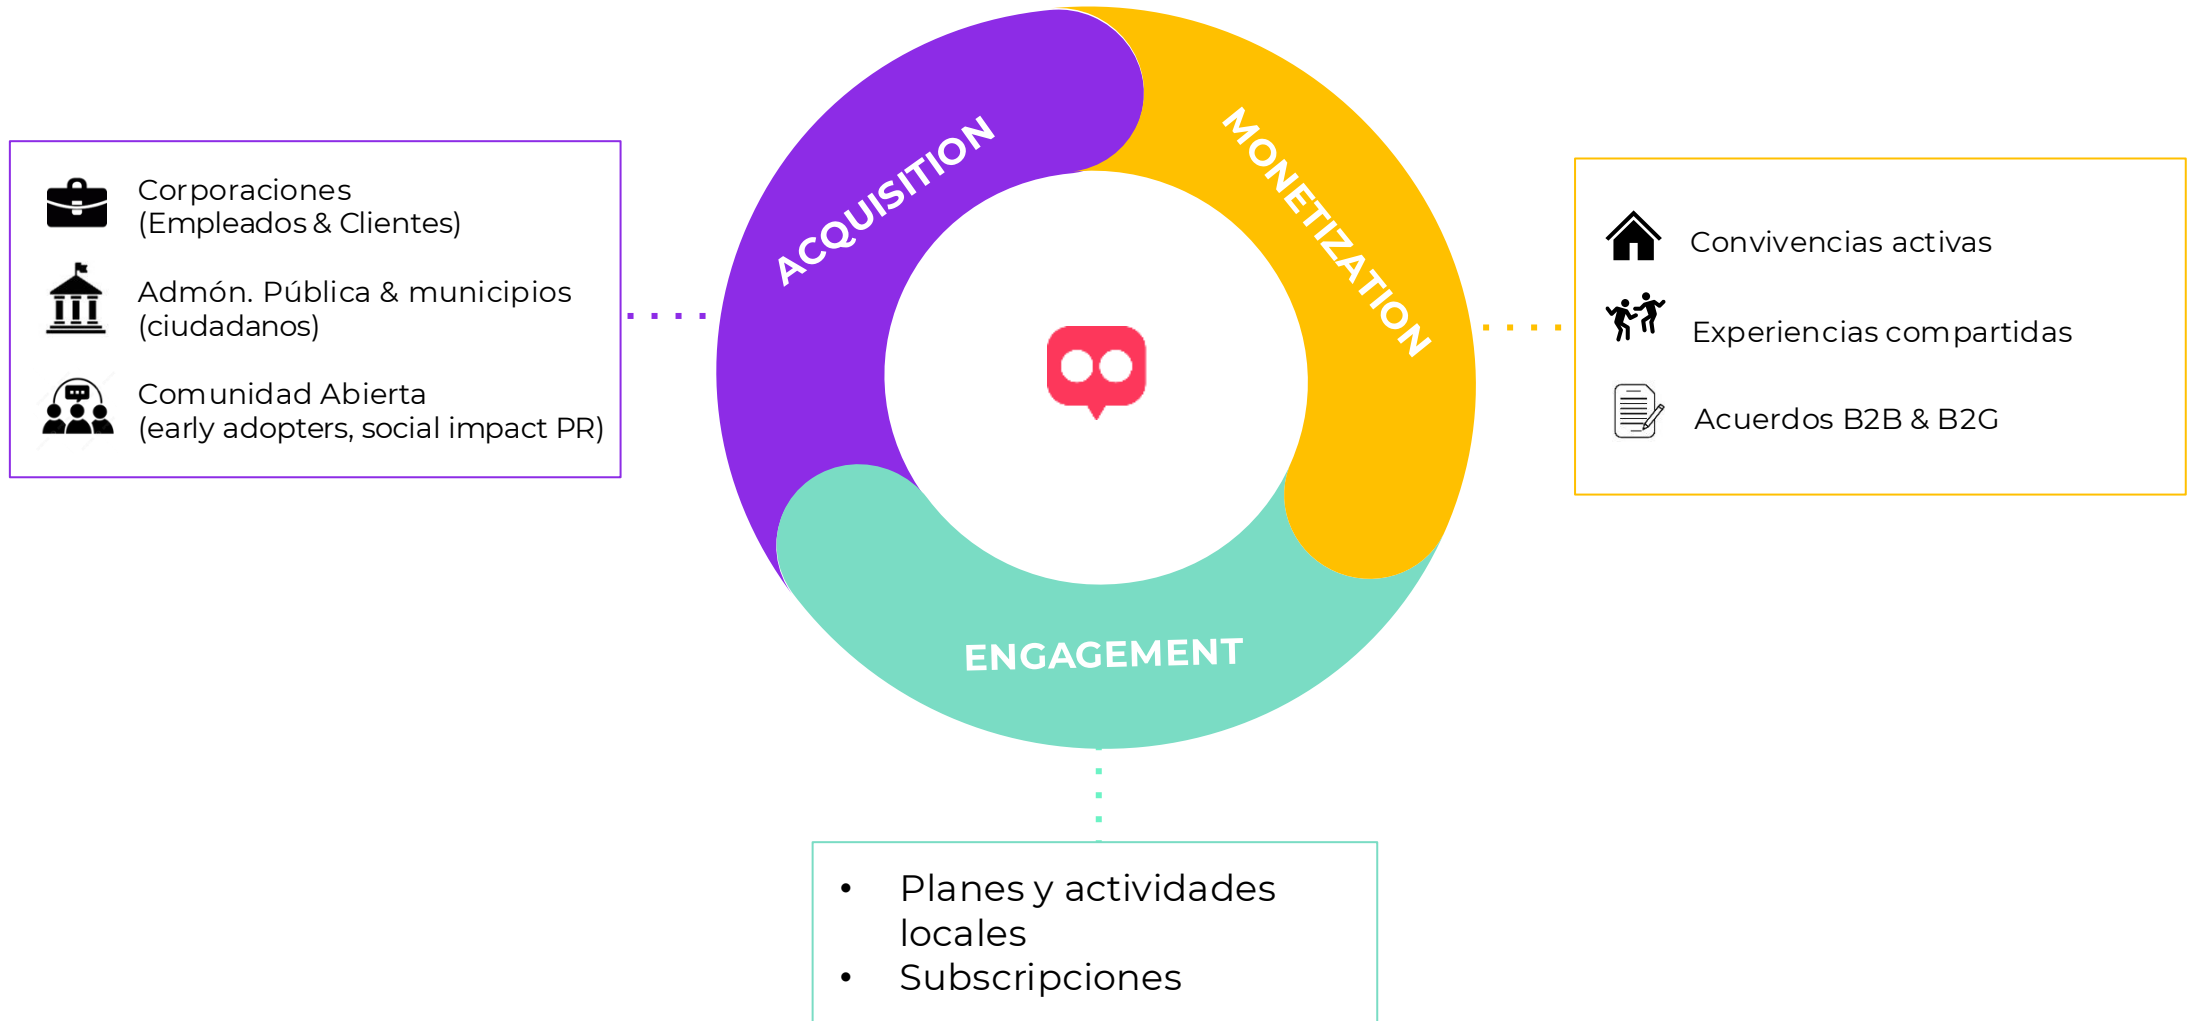 ACQUISITION
MONETIZATION
ENGAGEMENT
Corporaciones
(Empleados & Clientes)
Admón. Pública & municipios
(ciudadanos)
Comunidad Abierta
(early adopters, social impact PR)
Convivencias activas
Experiencias compartidas
Acuerdos B2B & B2G
• Planes y actividades
locales
• Subscripciones